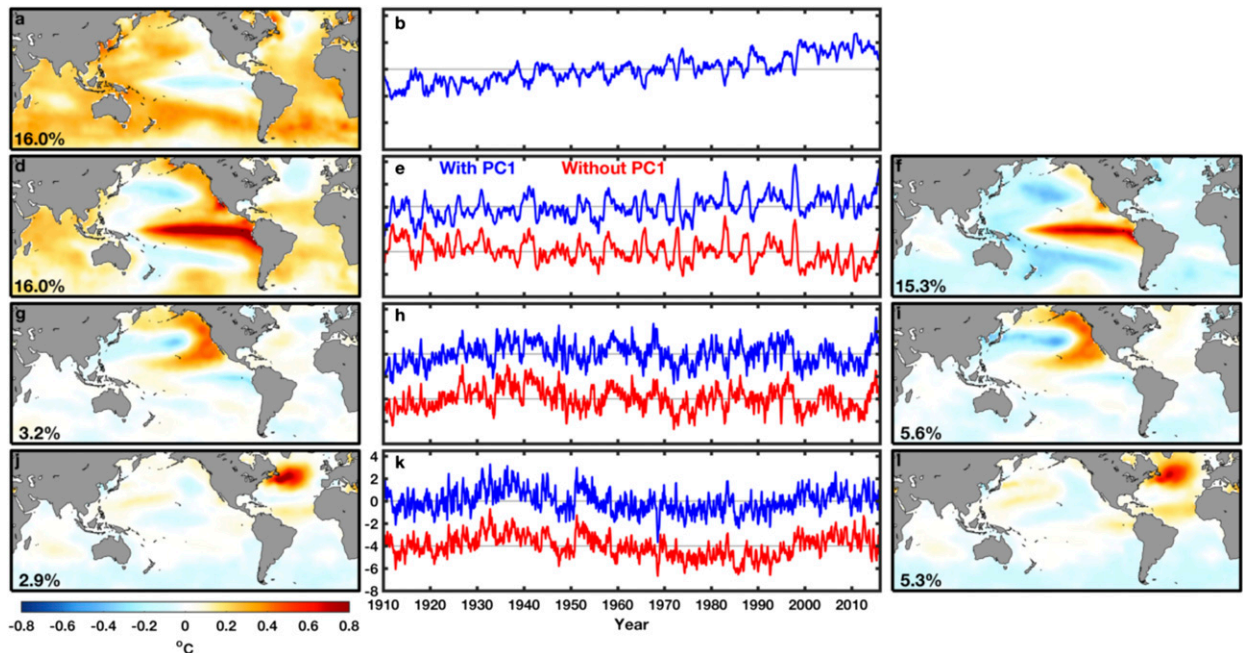 a
16.0%
b
d
16.0%
e With PC1 Without PC1
f
15.3%
g
3.2%
h
i
5.6%
j
2.9%
k
4
2
0
-2
-4
-6
-8
l
5.3%
1910 1920 1930 1940 1950 1960 1970 1980 1990 2000 2010
Year
-0.8 -0.6 -0.4 -0.2 0 0.2 0.4 0.6 0.8
°C